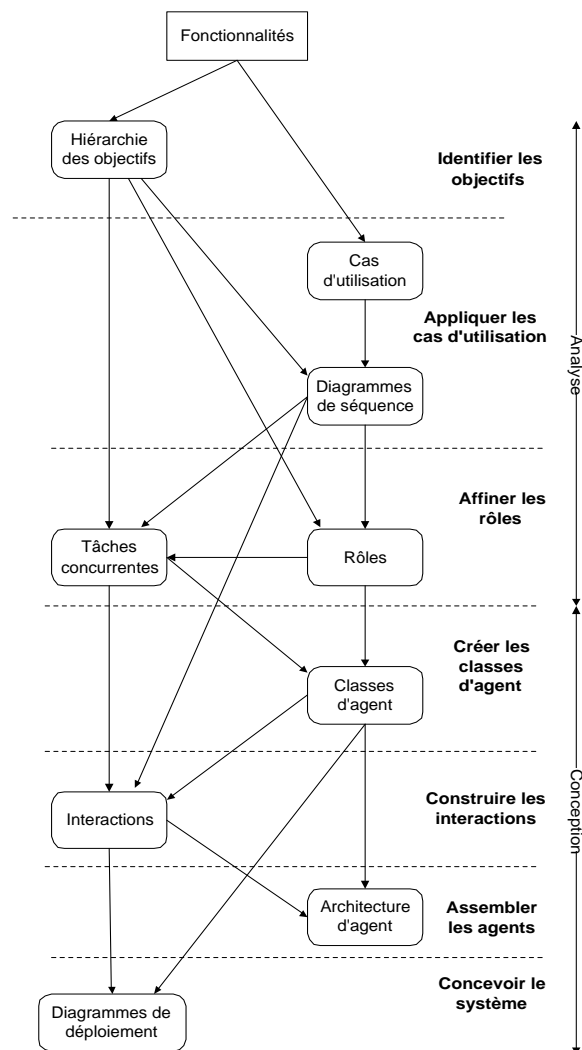 Fonctionnalités
Hiérarchie
des objectifs
Identifier les
objectifs
Cas
d'utilisation
Appliquer les
cas d'utilisation
Analyse
Diagrammes
de séquence
Affiner les
rôles
Tâches
concurrentes
Rôles
Créer les
classes
d'agent
Classes
d'agent
Conception
Interactions
Construire les
interactions
Architecture
d'agent
Assembler
les agents
Concevoir le
système
Diagrammes de
déploiement